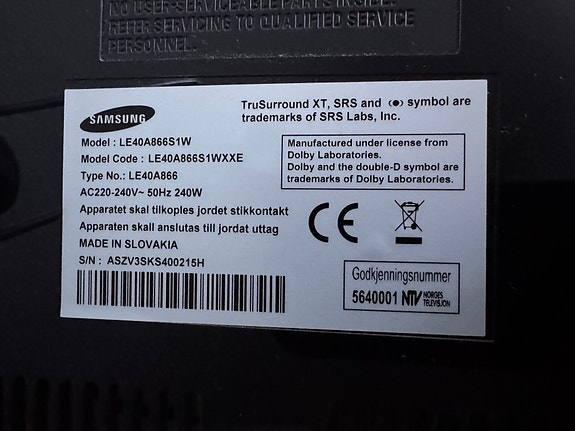 NO USER-SERVICEABLE PARTS INSIDE.
REFER SERVICING TO QUALIFIED SERVICE
PERSONNEL.
SAMSUNG
Model : LE40A866S1W
Model Code : LE40A866S1WXXE
Type No.: LE40A866
AC220-240V~ 50Hz 240W
Apparatet skal tilkoples jordet stikkontakt
Apparaten skall anslutas till jordat uttag
MADE IN SLOVAKIA
S/N : ASZV3SKS400215H
TruSurround XT, SRS and (●) symbol are
trademarks of SRS Labs, Inc.
Manufactured under license from
Dolby Laboratories.
Dolby and the double-D symbol are
trademarks of Dolby Laboratories.
CE
Godkjenningsnummer
5640001 NTV NORGES
TELEVISJON